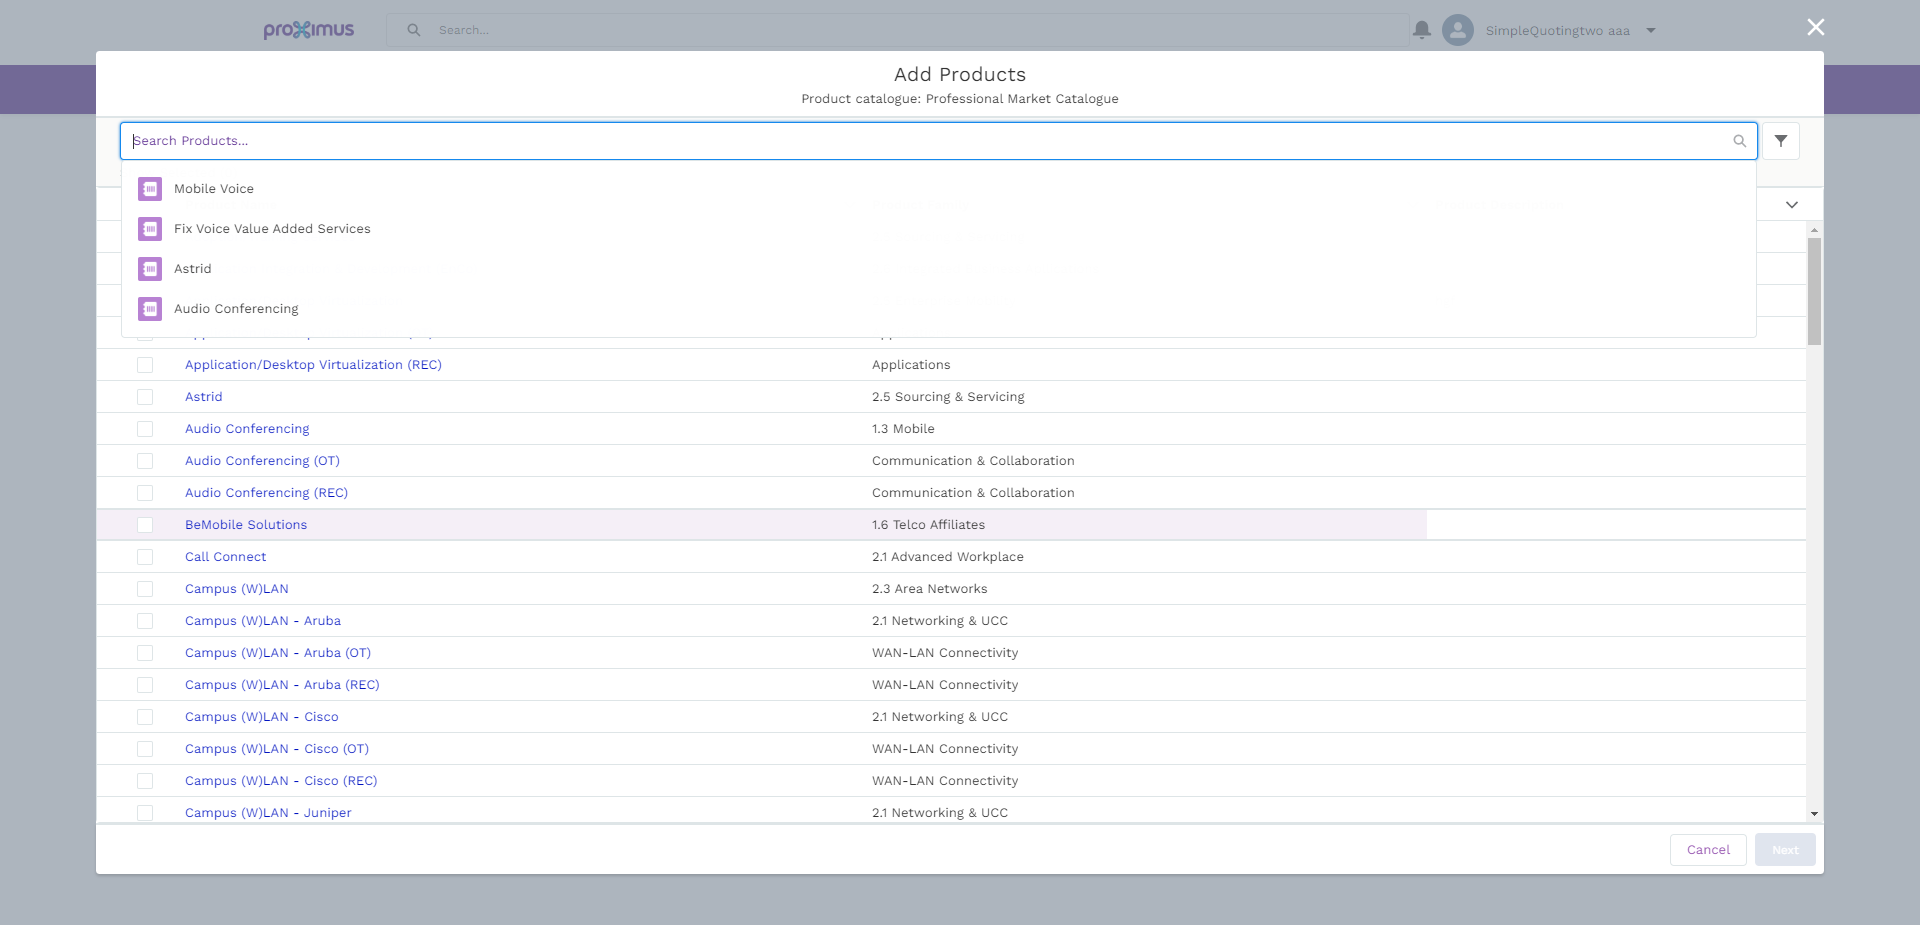 proximus
Search...
SimpleQuotingtwo aaa
Add Products
Product catalogue: Professional Market Catalogue
Search Products...
Mobile Voice
Fix Voice Value Added Services
Astrid
Audio Conferencing
Application/Desktop Virtualization (REC) Applications
Astrid 2.5 Sourcing & Servicing
Audio Conferencing 1.3 Mobile
Audio Conferencing (OT) Communication & Collaboration
Audio Conferencing (REC) Communication & Collaboration
BeMobile Solutions 1.6 Telco Affiliates
Call Connect 2.1 Advanced Workplace
Campus (W)LAN 2.3 Area Networks
Campus (W)LAN - Aruba 2.1 Networking & UCC
Campus (W)LAN - Aruba (OT) WAN-LAN Connectivity
Campus (W)LAN - Aruba (REC) WAN-LAN Connectivity
Campus (W)LAN - Cisco 2.1 Networking & UCC
Campus (W)LAN - Cisco (OT) WAN-LAN Connectivity
Campus (W)LAN - Cisco (REC) WAN-LAN Connectivity
Campus (W)LAN - Juniper 2.1 Networking & UCC
Cancel Next